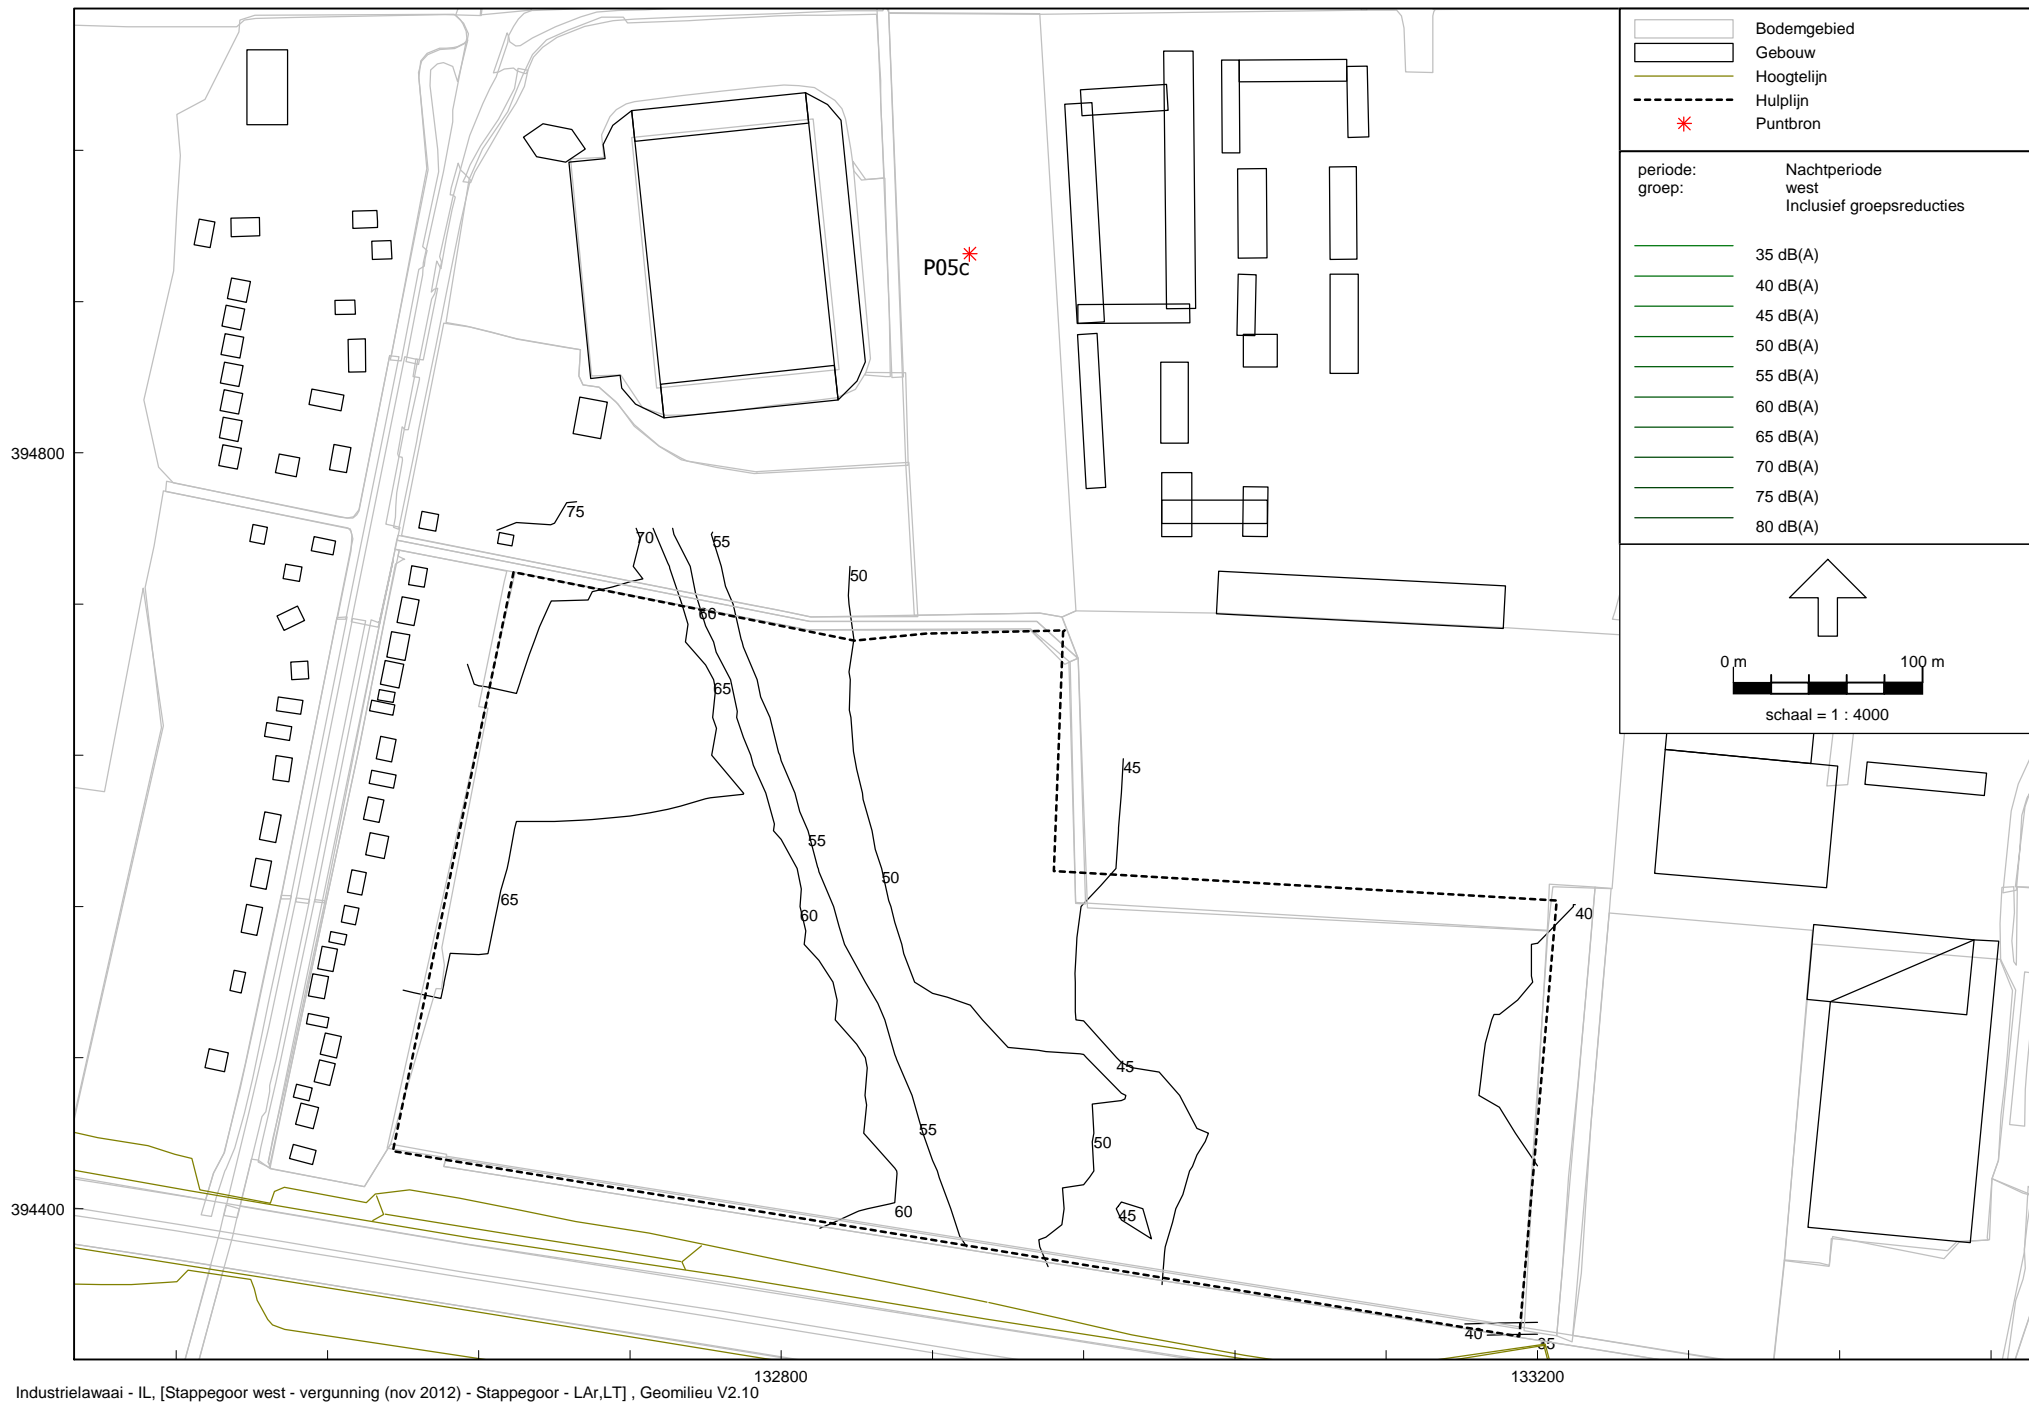 Bodemgebied
Gebouw
Hoogtelijn
Hulplijn
Puntbron
periode: Nachtperiode
groep: west
Inclusief groepsreducties
35 dB(A)
40 dB(A)
45 dB(A)
50 dB(A)
55 dB(A)
60 dB(A)
65 dB(A)
70 dB(A)
75 dB(A)
80 dB(A)
0 m 100 m
schaal = 1 : 4000
P05c
394800
75
70
55
50
60
65
45
55
50
65
60
40
45
55
50
394400
60
45
40
35
132800 133200
Industrielawaai - IL, [Stappegoor west - vergunning (nov 2012) - Stappegoor - LAr,LT] , Geomilieu V2.10